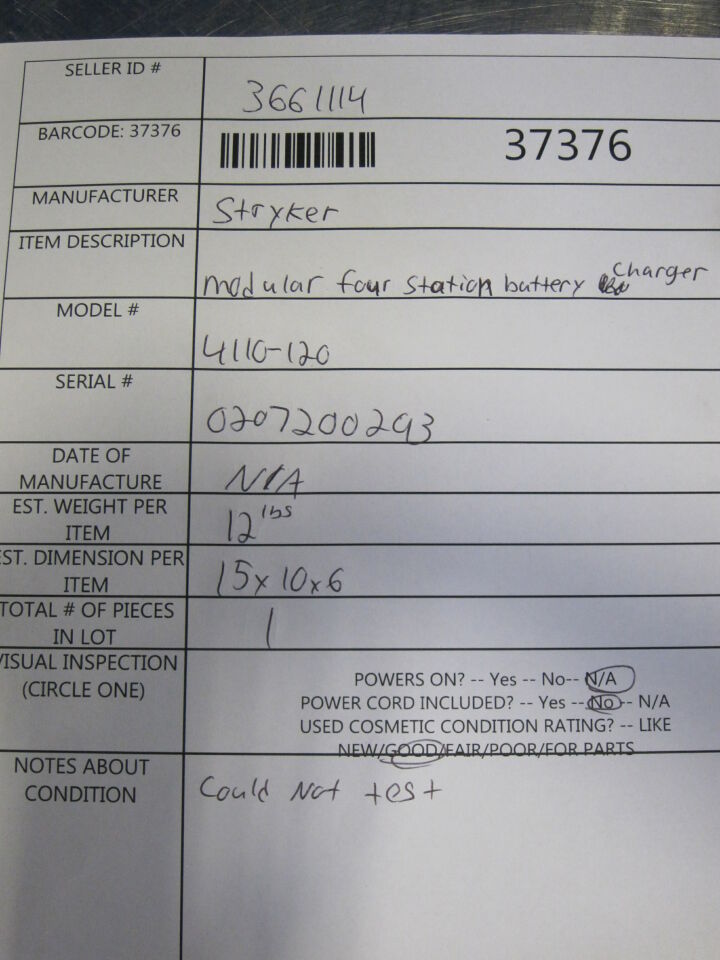 SELLER ID #
3661114
BARCODE: 37376
37376
MANUFACTURER
Stryker
ITEM DESCRIPTION
modular four station battery Charger
MODEL #
4110-120
SERIAL #
0207200293
DATE OF
MANUFACTURE
N/A
EST. WEIGHT PER
ITEM
12 lbs
EST. DIMENSION PER
ITEM
15x10x6
TOTAL # OF PIECES
IN LOT
1
VISUAL INSPECTION
(CIRCLE ONE)
POWERS ON? -- Yes -- No-- N/A
POWER CORD INCLUDED? -- Yes -- No -- N/A
USED COSMETIC CONDITION RATING? -- LIKE
NEW/GOOD/FAIR/POOR/FOR PARTS
NOTES ABOUT
CONDITION
Could Not test